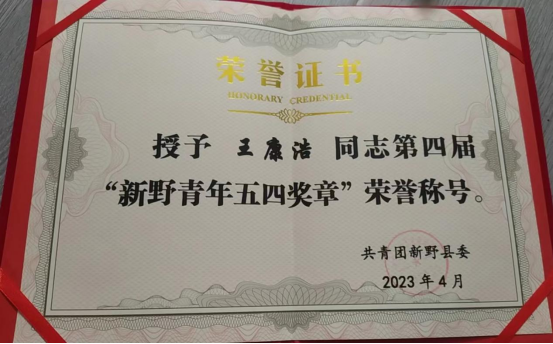 荣誉证书
HONORARY CREDENTIAL
授予 王康浩 同志第四届
“新野青年五四奖章”荣誉称号。
共青团新野县委
2023年4月